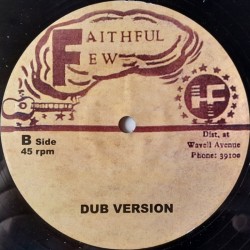 FAITHFUL
FEW
B Side
45 rpm
Dist, at
Wavell Avenue
Phone: 39108
DUB VERSION